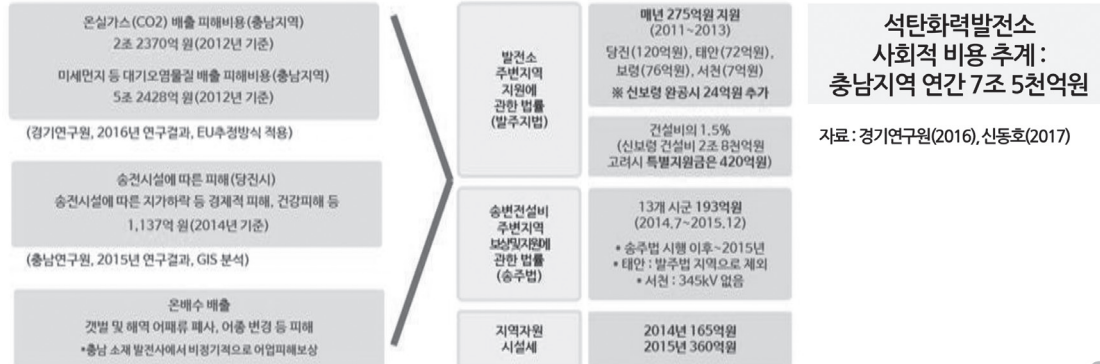 온실가스(CO2) 배출 피해비용(충남지역)
2조 2370억 원(2012년 기준)
미세먼지 등 대기오염물질 배출 피해비용(충남지역)
5조 2428억 원(2012년 기준)
(경기연구원, 2016년 연구결과, EU추정방식 적용)
송전시설에 따른 피해(당진시)
송전시설에 따른 지가하락 등 경제적 피해, 건강피해 등
1,137억 원(2014년 기준)
(충남연구원, 2015년 연구결과, GIS 분석)
온배수 배출
갯벌 및 해역 어패류 폐사, 어종 변경 등 피해
*충남 소재 발전사에서 비정기적으로 어업피해보상
발전소
주변지역
지원에
관한 법률
(발주지법)
매년 275억원 지원
(2011~2013)
당진(120억원), 태안(72억원),
보령(76억원), 서천(7억원)
※ 신보령 완공시 24억원 추가
건설비의 1.5%
(신보령 건설비 2조 8천억원
고려시 특별지원금은 420억원)
송변전설비
주변지역
보상및지원에
관한 법률
(송주법)
13개 시군 193억원
(2014.7~2015.12)
* 송주법 시행 이후~2015년
* 태안 : 발주법 지역으로 제외
* 서천 : 345kV 없음
지역자원
시설세
2014년 165억원
2015년 360억원
석탄화력발전소
사회적 비용 추계 :
충남지역 연간 7조 5천억원
자료 : 경기연구원(2016), 신동호(2017)